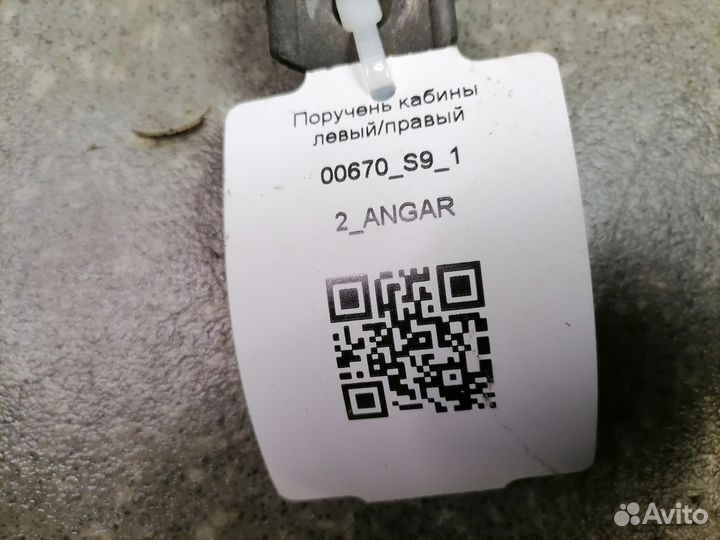 Поручень кабины
левый/правый
00670_S9_1
2_ANGAR
Avito